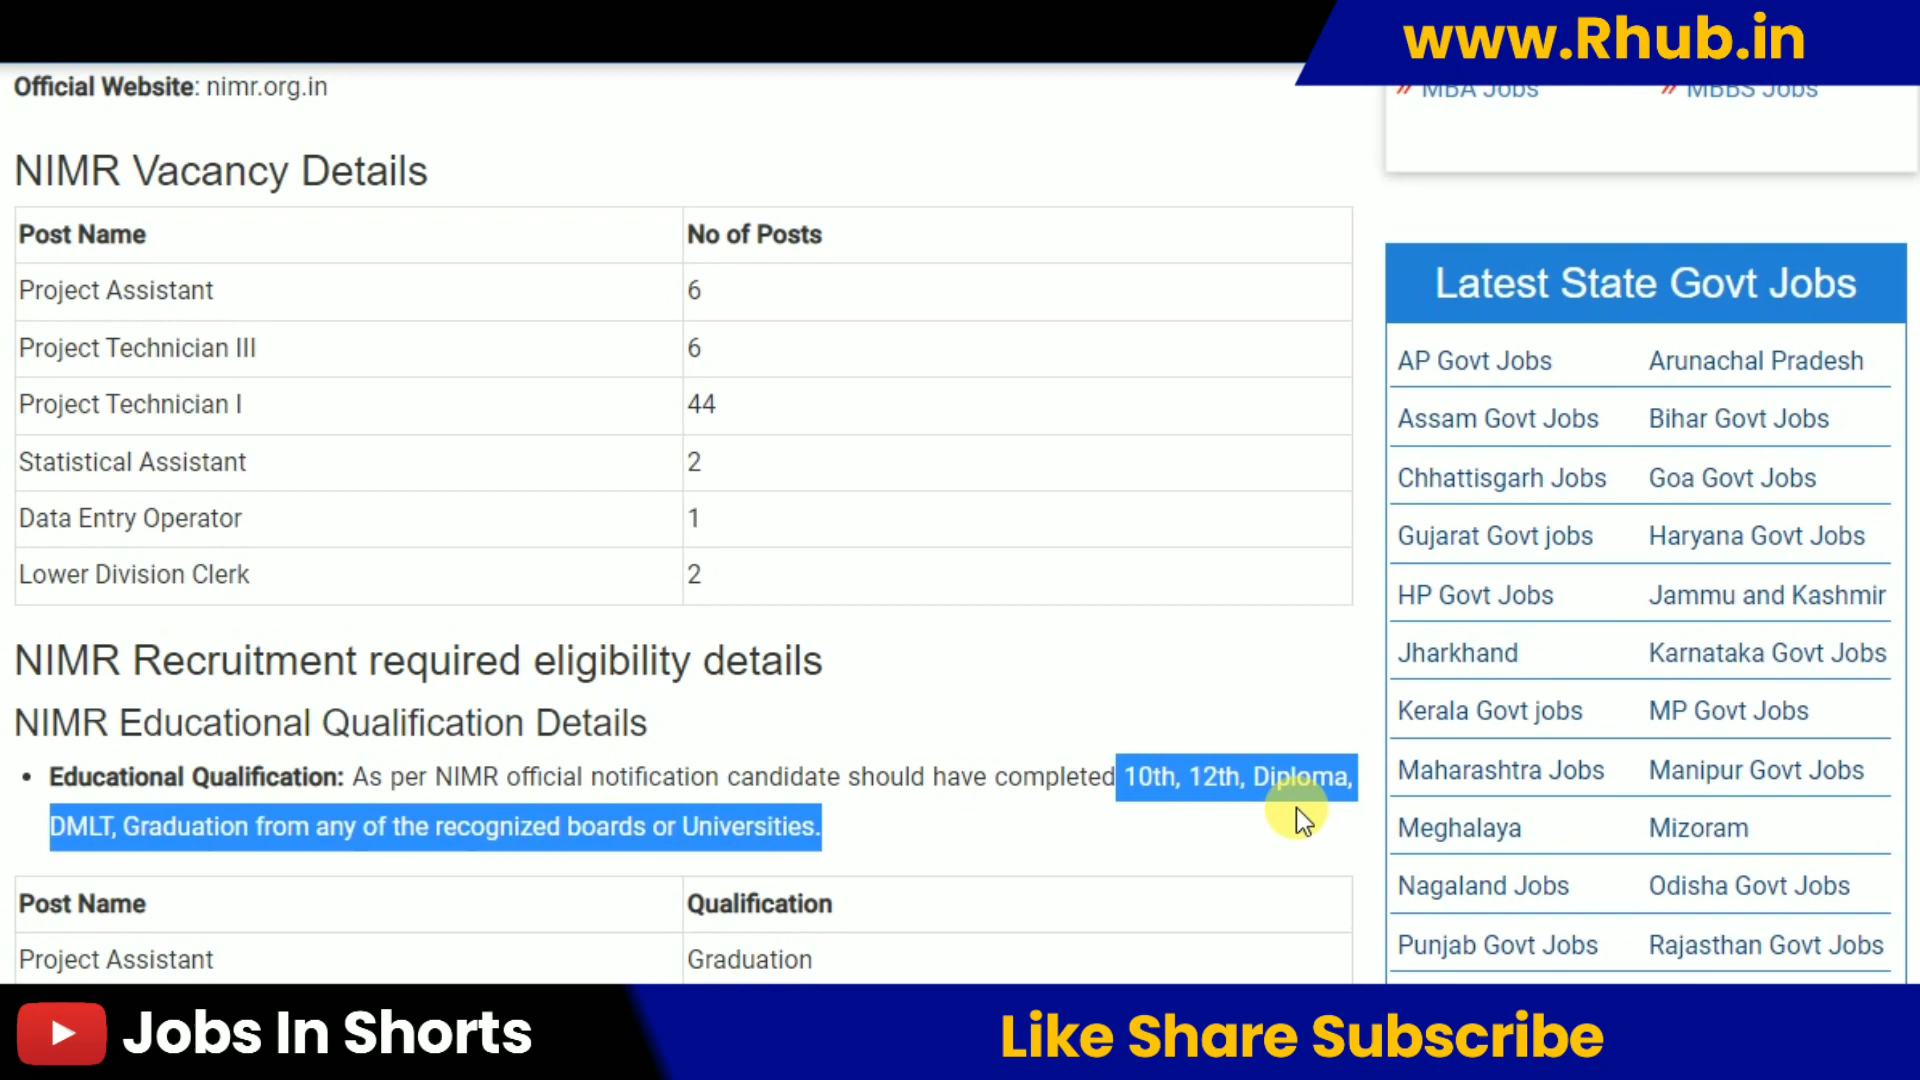 www.Rhub.in
Official Website: nimr.org.in
» MBA Jobs » MBBS Jobs
NIMR Vacancy Details
Post Name No of Posts
Project Assistant 6
Project Technician III 6
Project Technician I 44
Statistical Assistant 2
Data Entry Operator 1
Lower Division Clerk 2
NIMR Recruitment required eligibility details
NIMR Educational Qualification Details
• Educational Qualification: As per NIMR official notification candidate should have completed 10th, 12th, Diploma,
DMLT, Graduation from any of the recognized boards or Universities.
Post Name Qualification
Project Assistant Graduation
Latest State Govt Jobs
AP Govt Jobs Arunachal Pradesh
Assam Govt Jobs Bihar Govt Jobs
Chhattisgarh Jobs Goa Govt Jobs
Gujarat Govt jobs Haryana Govt Jobs
HP Govt Jobs Jammu and Kashmir
Jharkhand Karnataka Govt Jobs
Kerala Govt jobs MP Govt Jobs
Maharashtra Jobs Manipur Govt Jobs
Meghalaya Mizoram
Nagaland Jobs Odisha Govt Jobs
Punjab Govt Jobs Rajasthan Govt Jobs
Jobs In Shorts
Like Share Subscribe